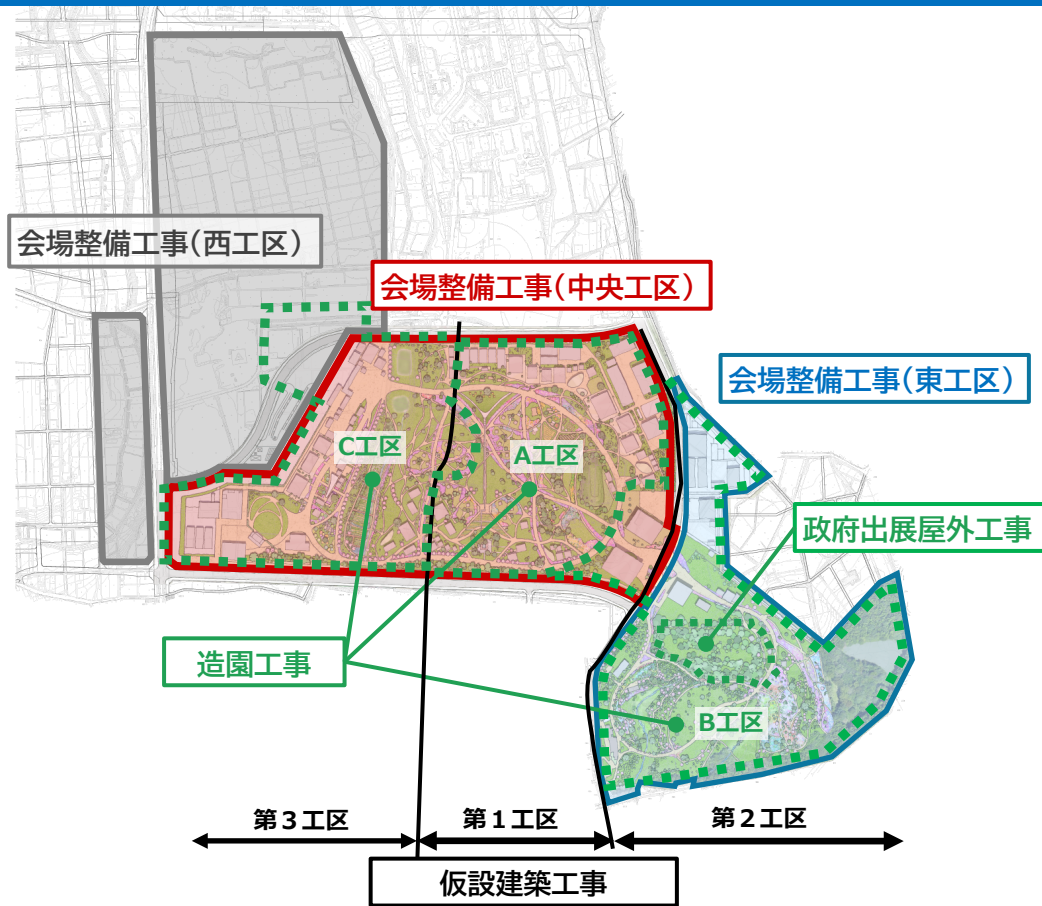 会場整備工事(西工区)
会場整備工事(中央工区)
会場整備工事(東工区)
C工区
A工区
政府出展屋外工事
造園工事
B工区
第3工区
第1工区
第2工区
仮設建築工事